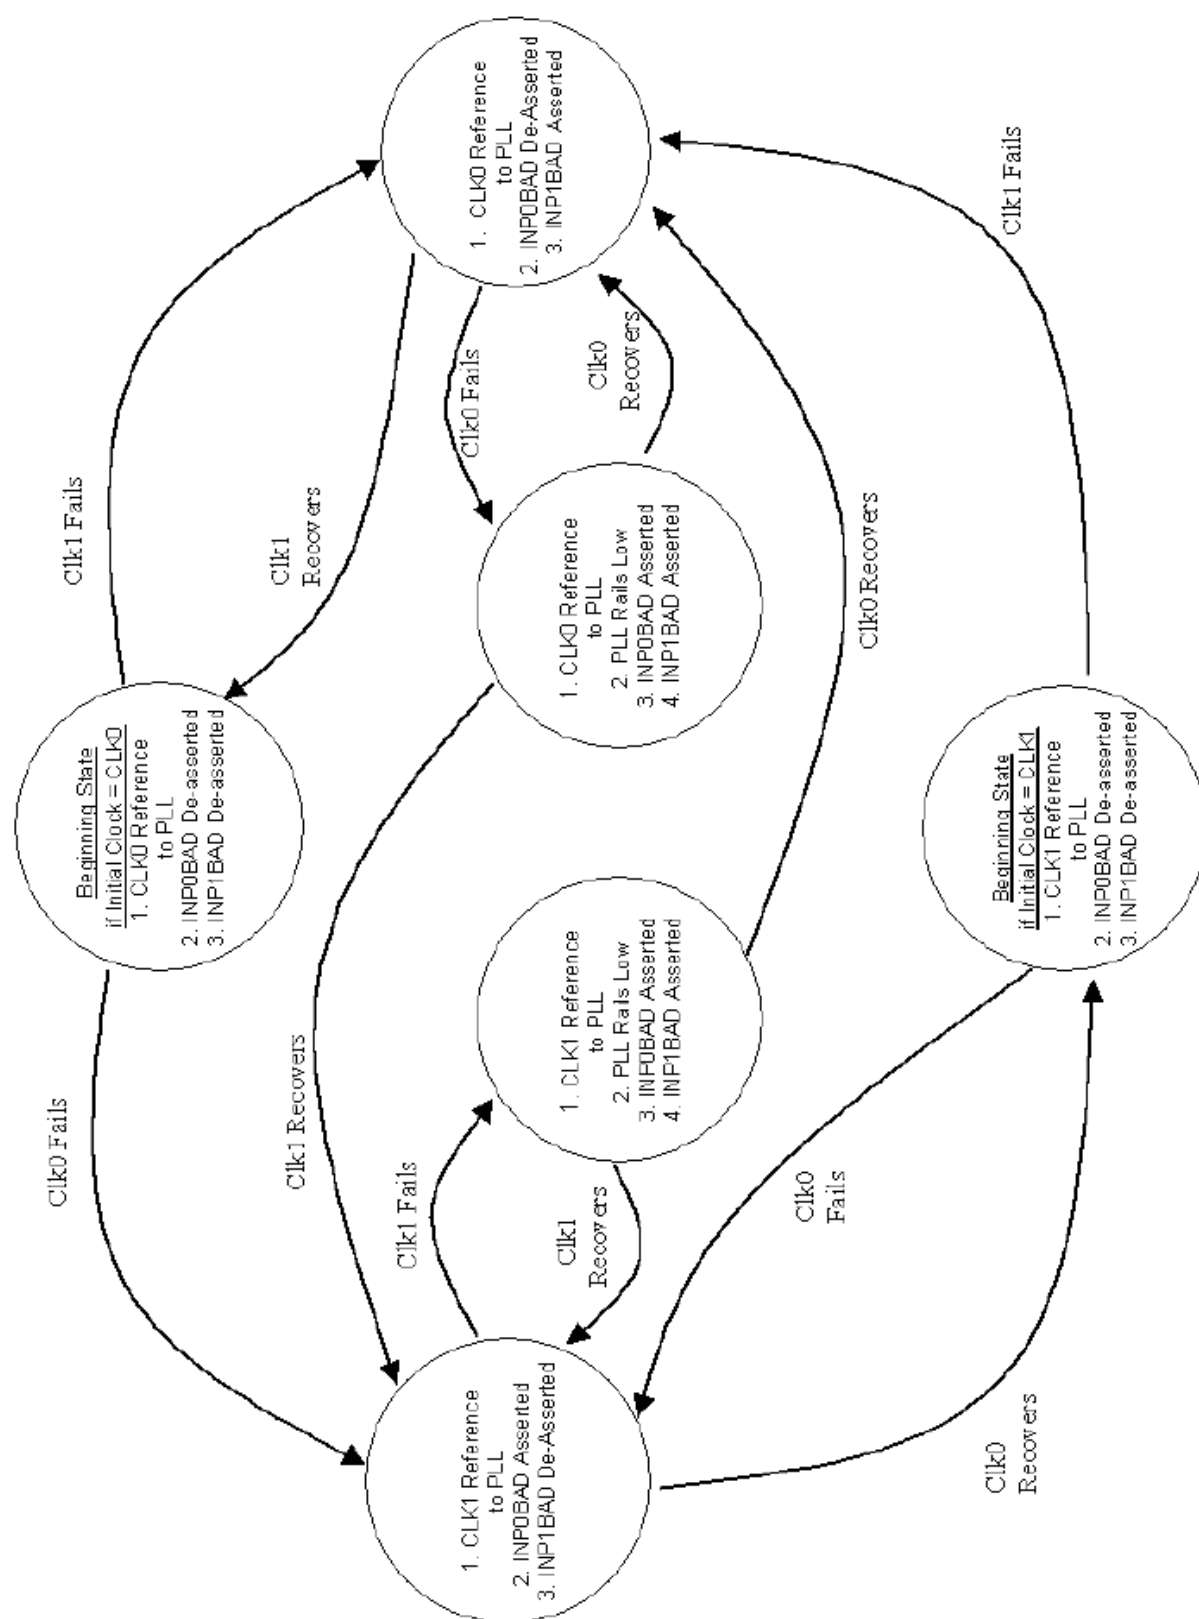 Beginning State
if Initial Clock = CLK0
1. CLK0 Reference
to PLL
2. INP0BAD De-asserted
3. INP1BAD De-asserted
Clk0 Fails
Clk1 Fails
Clk1
Recovers
Clk1 Recovers
1. CLK1 Reference
to PLL
2. INP0BAD Asserted
3. INP1BAD De-Asserted
Clk1 Fails
Clk1
Recovers
1. CLK1 Reference
to PLL
2. PLL Rails Low
3. INP0BAD Asserted
4. INP1BAD Asserted
1. CLK0 Reference
to PLL
2. PLL Rails Low
3. INP0BAD Asserted
4. INP1BAD Asserted
Clk0 Fails
Clk0
Recovers
1. CLK0 Reference
to PLL
2. INP0BAD De-Asserted
3. INP1BAD Asserted
Clk0
Fails
Clk0 Recovers
Clk0
Recovers
Beginning State
if Initial Clock = CLK1
1. CLK1 Reference
to PLL
2. INP0BAD De-asserted
3. INP1BAD De-asserted
Clk1 Fails